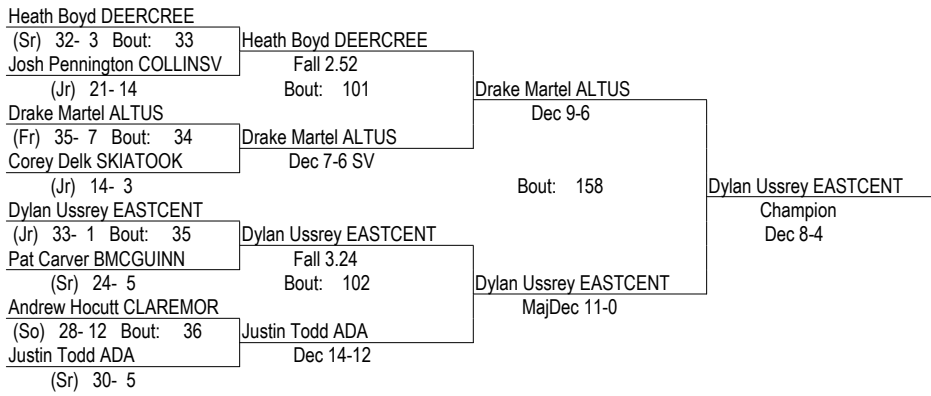 Heath Boyd DEERCREE
(Sr) 32- 3 Bout: 33
Heath Boyd DEERCREE
Josh Pennington COLLINSV
Fall 2.52
(Jr) 21- 14
Bout: 101
Drake Martel ALTUS
Drake Martel ALTUS
Dec 9-6
(Fr) 35- 7 Bout: 34
Drake Martel ALTUS
Corey Delk SKIATOOK
Dec 7-6 SV
(Jr) 14- 3
Bout: 158
Dylan Ussrey EASTCENT
Dylan Ussrey EASTCENT
Champion
(Jr) 33- 1 Bout: 35
Dylan Ussrey EASTCENT
Dec 8-4
Pat Carver BMCGUINN
Fall 3.24
(Sr) 24- 5
Bout: 102
Dylan Ussrey EASTCENT
Andrew Hocutt CLAREMOR
MajDec 11-0
(So) 28- 12 Bout: 36
Justin Todd ADA
Justin Todd ADA
Dec 14-12
(Sr) 30- 5